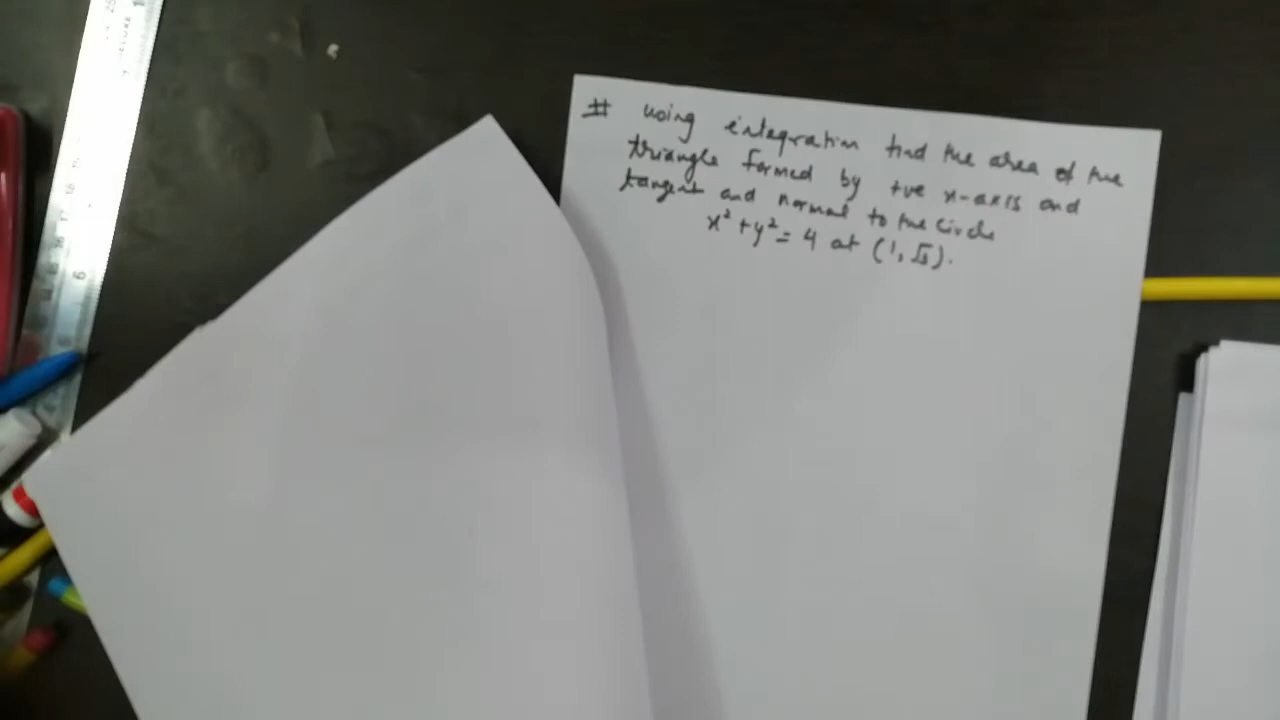 # using integration find the area of the
triangle formed by +ve x-axis and
tangent and normal to the circle
x² + y² = 4 at (1, √3).